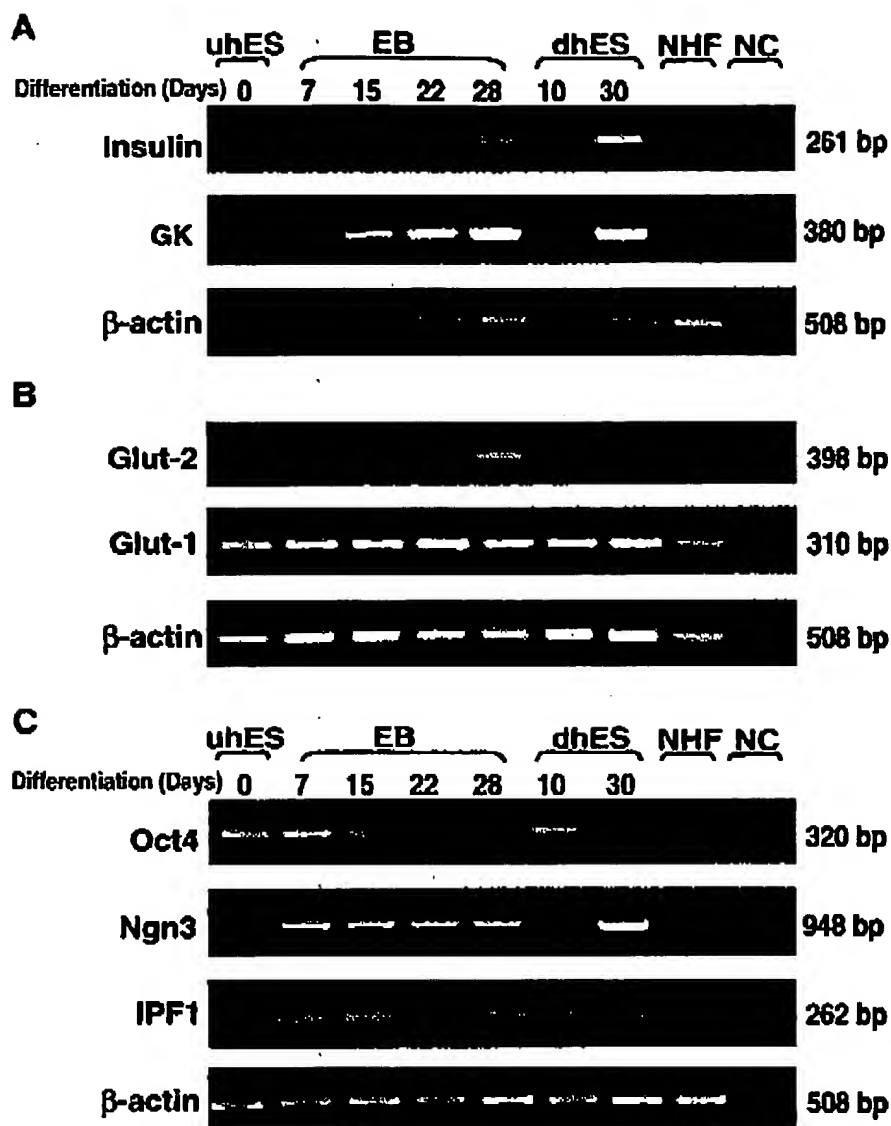 A
uhES EB dhES NHF NC
Differentiation (Days) 0 7 15 22 28 10 30
Insulin 261 bp
GK 380 bp
β-actin 508 bp
B
Glut-2 398 bp
Glut-1 310 bp
β-actin 508 bp
C
uhES EB dhES NHF NC
Differentiation (Days) 0 7 15 22 28 10 30
Oct4 320 bp
Ngn3 948 bp
IPF1 262 bp
β-actin 508 bp